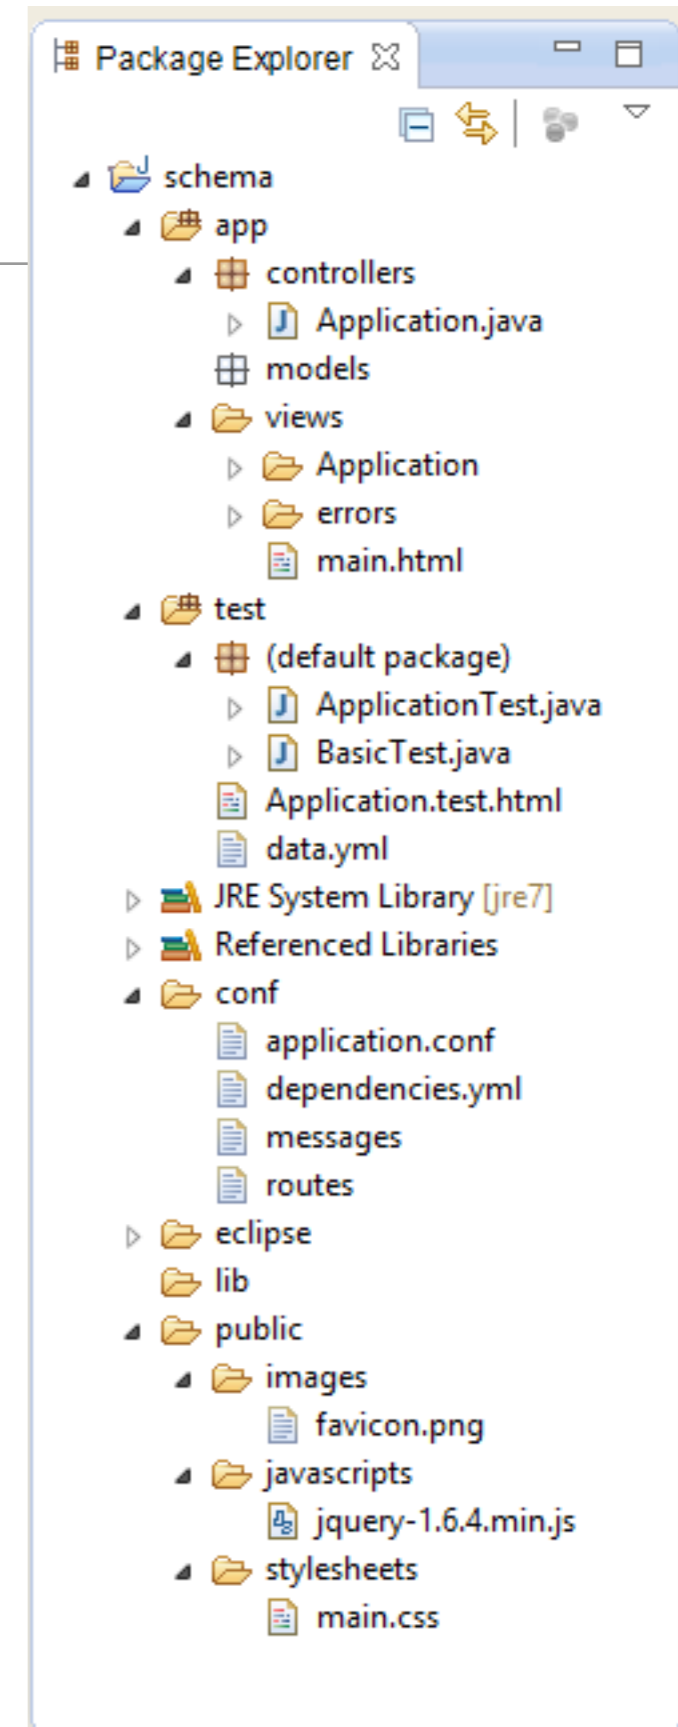 Package Explorer
schema
app
controllers
Application.java
models
views
Application
errors
main.html
test
(default package)
ApplicationTest.java
BasicTest.java
Application.test.html
data.yml
JRE System Library [jre7]
Referenced Libraries
conf
application.conf
dependencies.yml
messages
routes
eclipse
lib
public
images
favicon.png
javascripts
jquery-1.6.4.min.js
stylesheets
main.css